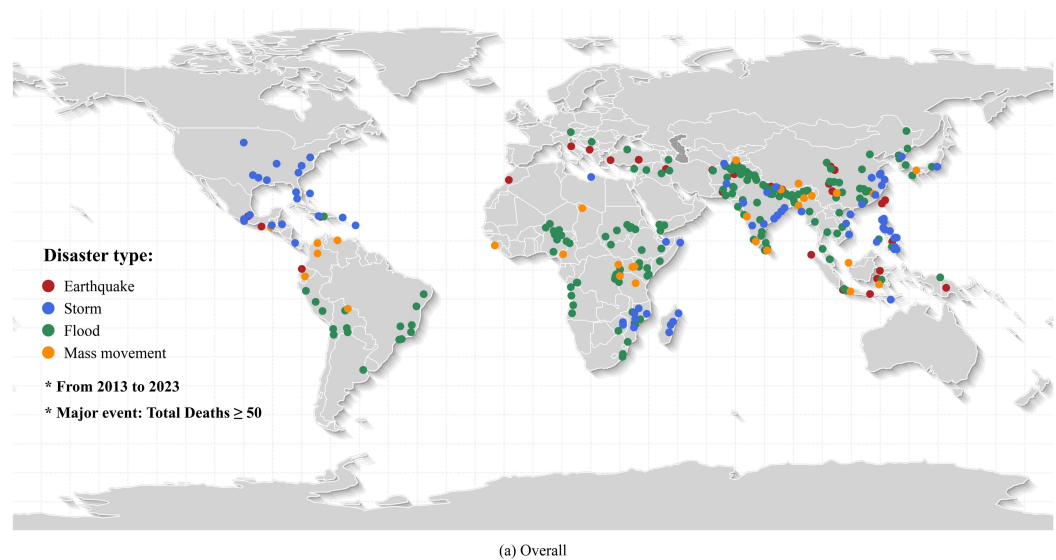 Disaster type:
Earthquake
Storm
Flood
Mass movement
* From 2013 to 2023
* Major event: Total Deaths ≥ 50
(a) Overall